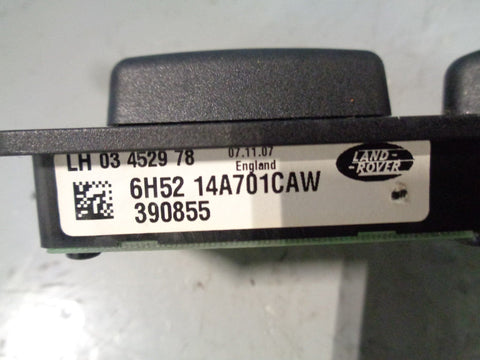 LH 03 4529 78
07.11.07
England
LAND-
ROVER
6H52 14A701CAW
390855